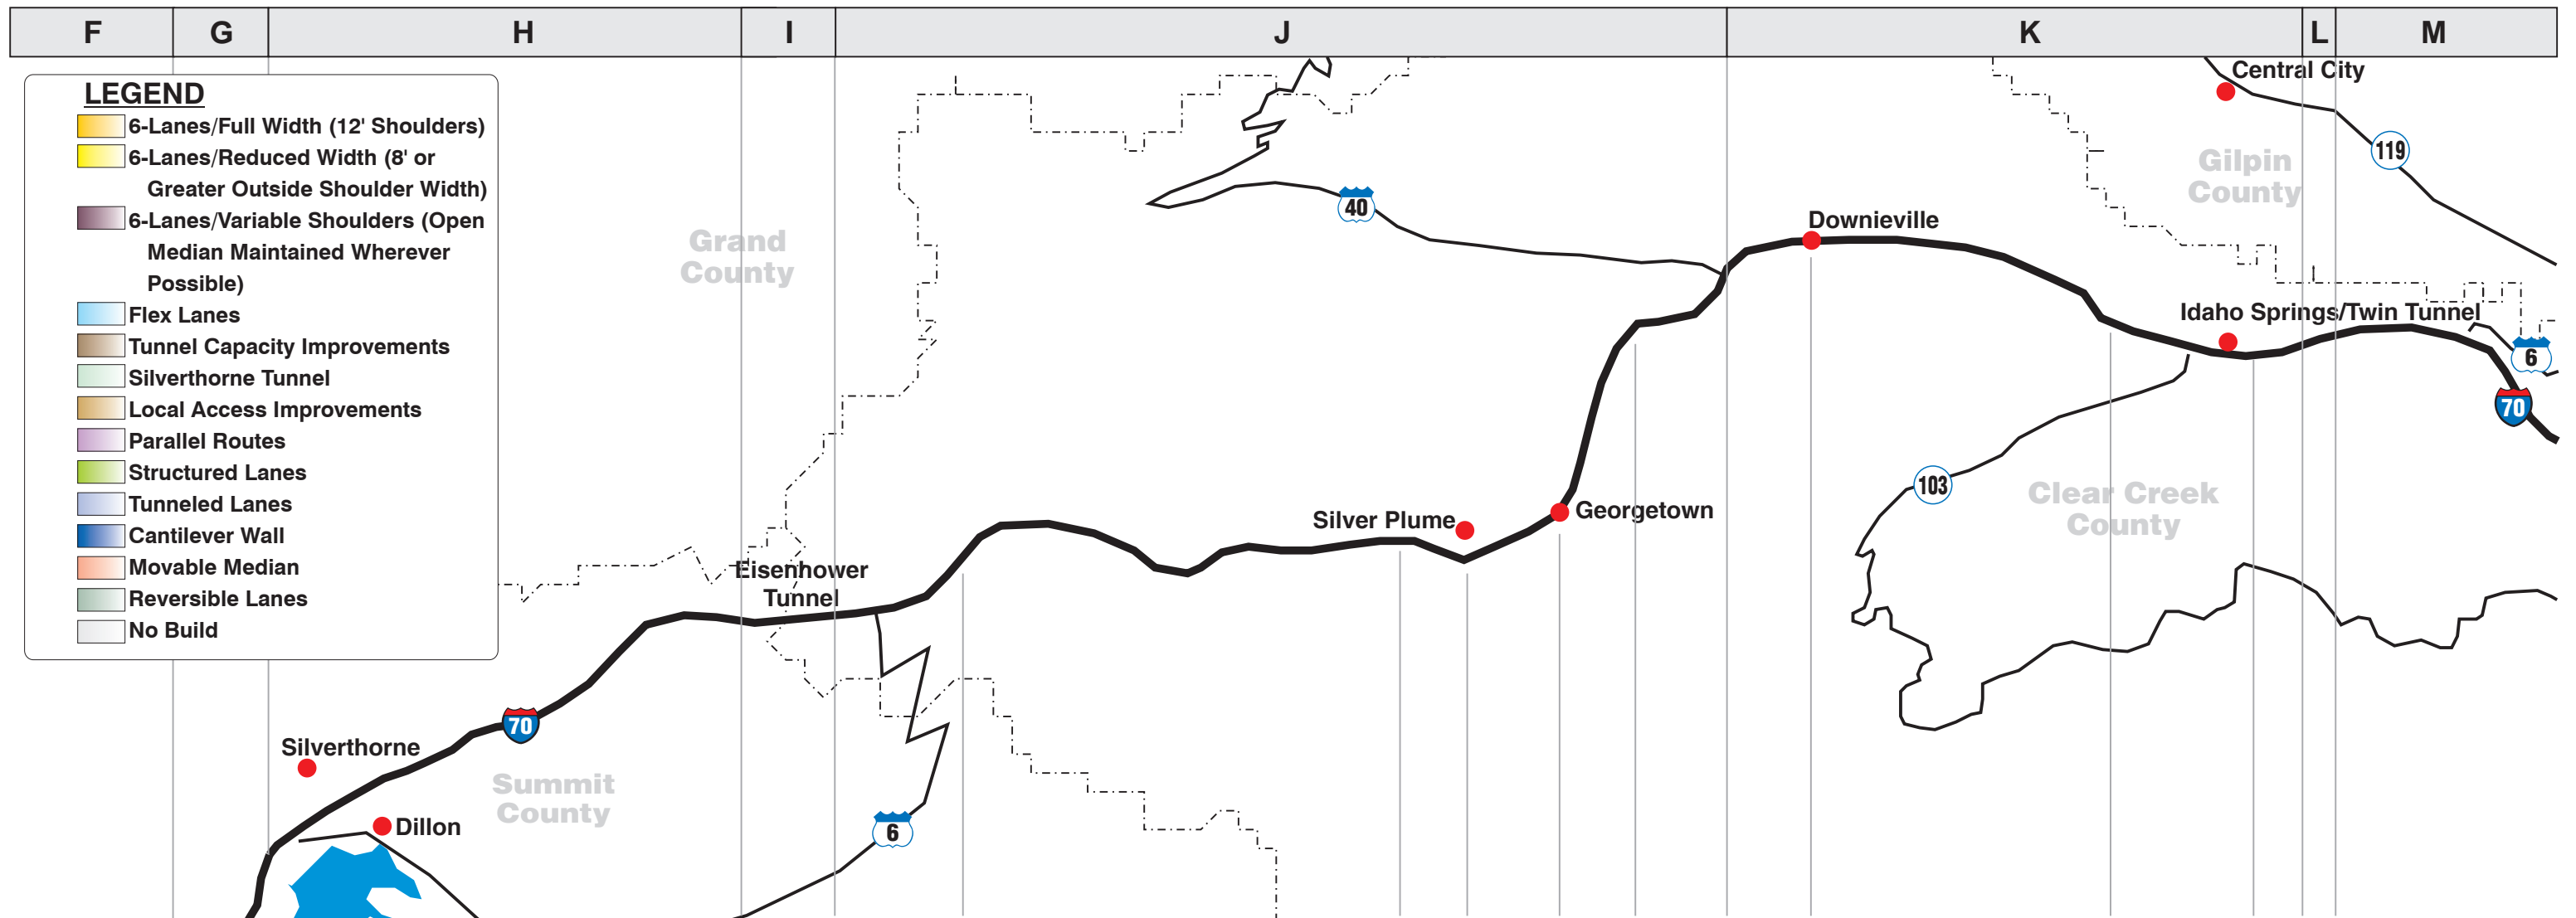 F G H I J K L M
LEGEND
6-Lanes/Full Width (12' Shoulders)
6-Lanes/Reduced Width (8' or
Greater Outside Shoulder Width)
6-Lanes/Variable Shoulders (Open
Median Maintained Wherever
Possible)
Flex Lanes
Tunnel Capacity Improvements
Silverthorne Tunnel
Local Access Improvements
Parallel Routes
Structured Lanes
Tunneled Lanes
Cantilever Wall
Movable Median
Reversible Lanes
No Build
Central City
119
Gilpin
County
40
Downieville
Grand
County
Idaho Springs/Twin Tunnel
6
70
103
Clear Creek
County
Silver Plume
Georgetown
Eisenhower
Tunnel
70
Silverthorne
Summit
County
Dillon
6